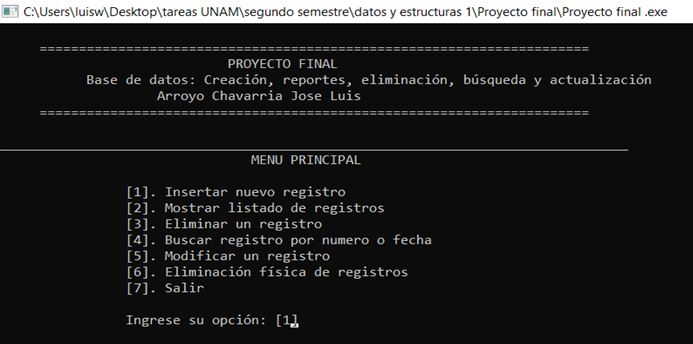 C:\Users\luisw\Desktop\tareas UNAM\segundo semestre\datos y estructuras 1\Proyecto final\Proyecto final .exe
======================================================================
PROYECTO FINAL
Base de datos: Creación, reportes, eliminación, búsqueda y actualización
Arroyo Chavarria Jose Luis
======================================================================
________________________________________________________________________________
MENU PRINCIPAL
[1]. Insertar nuevo registro
[2]. Mostrar listado de registros
[3]. Eliminar un registro
[4]. Buscar registro por numero o fecha
[5]. Modificar un registro
[6]. Eliminación física de registros
[7]. Salir
Ingrese su opción: [1]